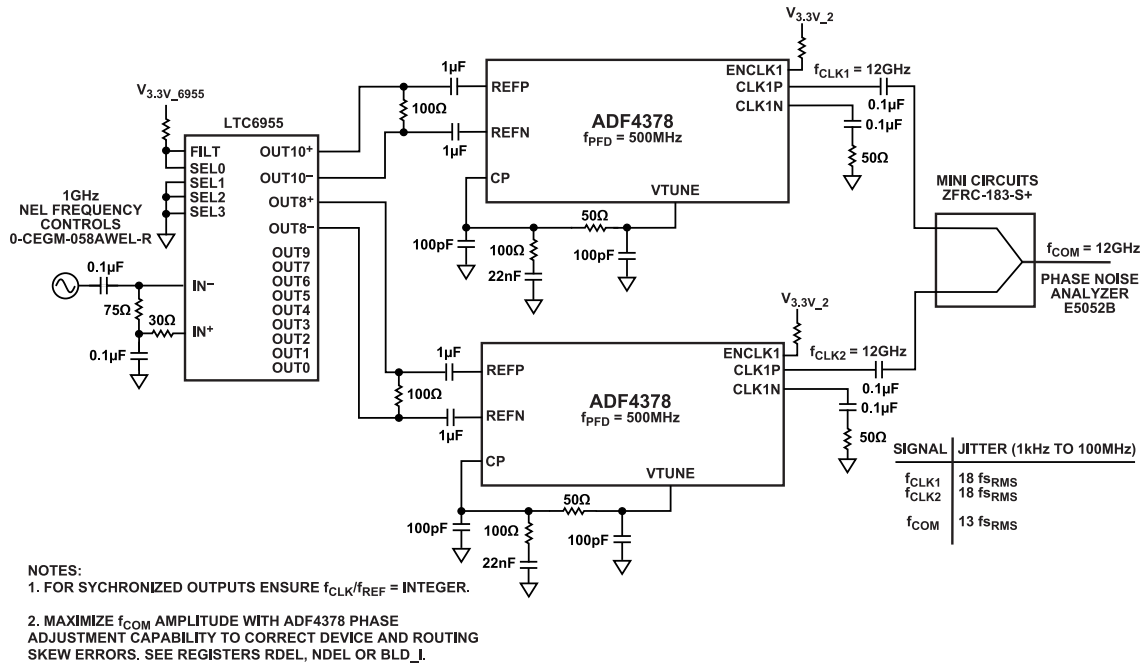 V3.3V_6955
LTC6955
FILT
SEL0
SEL1
SEL2
SEL3
OUT10+
OUT10–
OUT8+
OUT8–
OUT9
OUT7
OUT6
OUT5
OUT4
OUT3
OUT2
OUT1
OUT0
IN–
IN+
1GHz
NEL FREQUENCY
CONTROLS
0-CEGM-058AWEL-R
0.1µF
75Ω
30Ω
0.1µF
1µF
100Ω
1µF
REFP
REFN
CP
ADF4378
fPFD = 500MHz
VTUNE
ENCLK1
CLK1P
CLK1N
V3.3V_2
fCLK1 = 12GHz
0.1µF
0.1µF
50Ω
100pF
100Ω
22nF
50Ω
100pF
MINI CIRCUITS
ZFRC-183-S+
fCOM = 12GHz
PHASE NOISE
ANALYZER
E5052B
1µF
100Ω
1µF
REFP
REFN
CP
ADF4378
fPFD = 500MHz
VTUNE
ENCLK1
CLK1P
CLK1N
V3.3V_2
fCLK2 = 12GHz
0.1µF
0.1µF
50Ω
100pF
100Ω
22nF
50Ω
100pF
SIGNAL JITTER (1kHz TO 100MHz)
fCLK1 18 fsRMS
fCLK2 18 fsRMS
fCOM 13 fsRMS
NOTES:
1. FOR SYCHRONIZED OUTPUTS ENSURE fCLK/fREF = INTEGER.
2. MAXIMIZE fCOM AMPLITUDE WITH ADF4378 PHASE
ADJUSTMENT CAPABILITY TO CORRECT DEVICE AND ROUTING
SKEW ERRORS. SEE REGISTERS RDEL, NDEL OR BLD_I.